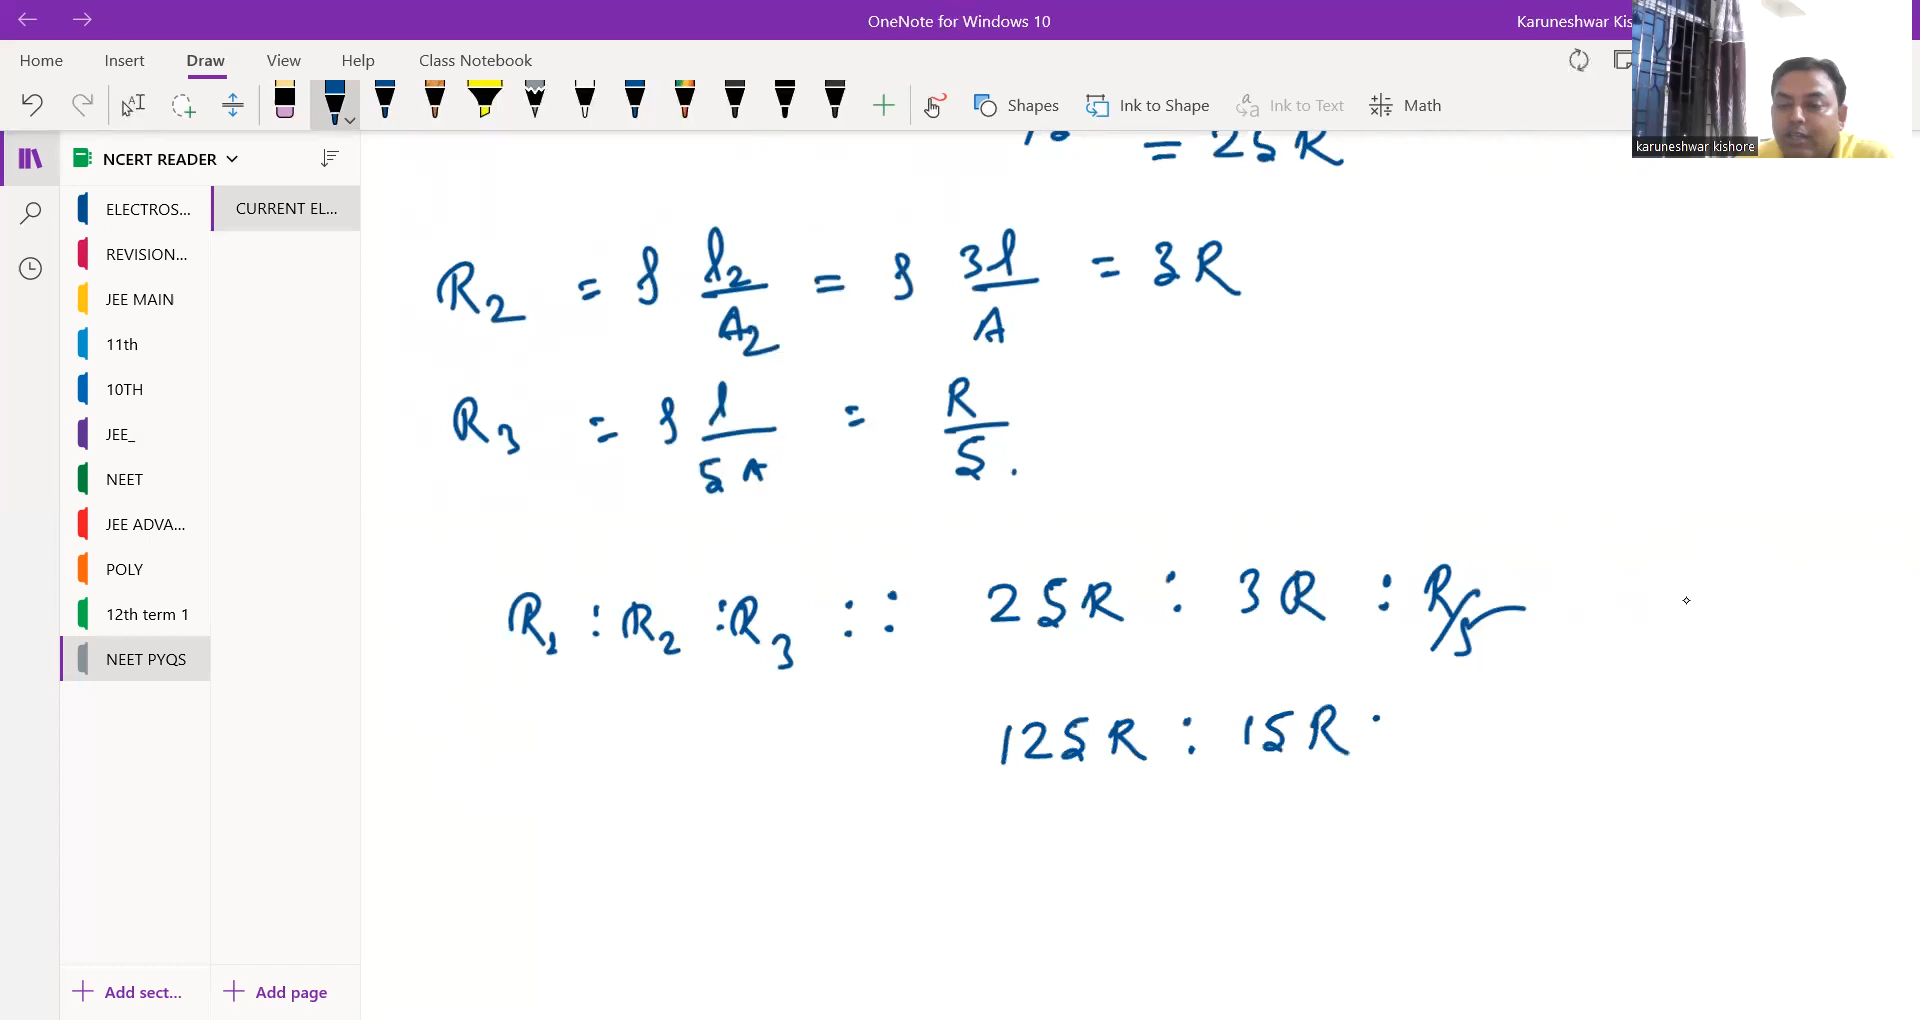 OneNote for Windows 10
Karuneshwar Kis
Home Insert Draw View Help Class Notebook
Shapes Ink to Shape Ink to Text Math
karuneshwar kishore
NCERT READER
CURRENT EL...
ELECTROS...
REVISION...
JEE MAIN
11th
10TH
JEE_
NEET
JEE ADVA...
POLY
12th term 1
NEET PYQS
Add sect...
Add page
= 25R
R2 = ρ l2/A2 = ρ 3l/A = 3R
R3 = ρ l/5A = R/5.
R1 : R2 : R3 : : 25R : 3R : R/5
125R : 15R :